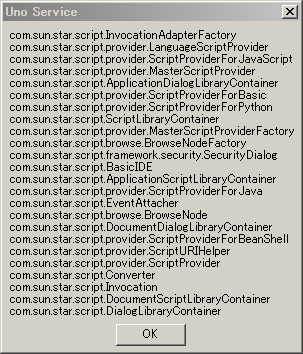 Uno Service
com.sun.star.script.InvocationAdapterFactory
com.sun.star.script.provider.LanguageScriptProvider
com.sun.star.script.provider.ScriptProviderForJavaScript
com.sun.star.script.provider.MasterScriptProvider
com.sun.star.script.ApplicationDialogLibraryContainer
com.sun.star.script.provider.ScriptProviderForBasic
com.sun.star.script.provider.ScriptProviderForPython
com.sun.star.script.ScriptLibraryContainer
com.sun.star.script.provider.MasterScriptProviderFactory
com.sun.star.script.browse.BrowseNodeFactory
com.sun.star.script.framework.security.SecurityDialog
com.sun.star.script.BasicIDE
com.sun.star.script.ApplicationScriptLibraryContainer
com.sun.star.script.provider.ScriptProviderForJava
com.sun.star.script.EventAttacher
com.sun.star.script.browse.BrowseNode
com.sun.star.script.DocumentDialogLibraryContainer
com.sun.star.script.provider.ScriptProviderForBeanShell
com.sun.star.script.provider.ScriptURIHelper
com.sun.star.script.provider.ScriptProvider
com.sun.star.script.Converter
com.sun.star.script.Invocation
com.sun.star.script.DocumentScriptLibraryContainer
com.sun.star.script.DialogLibraryContainer
OK